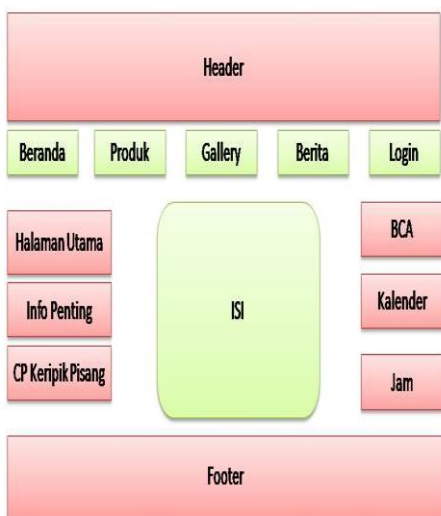 Header
Beranda
Produk
Gallery
Berita
Login
Halaman Utama
Info Penting
CP Keripik Pisang
ISI
BCA
Kalender
Jam
Footer